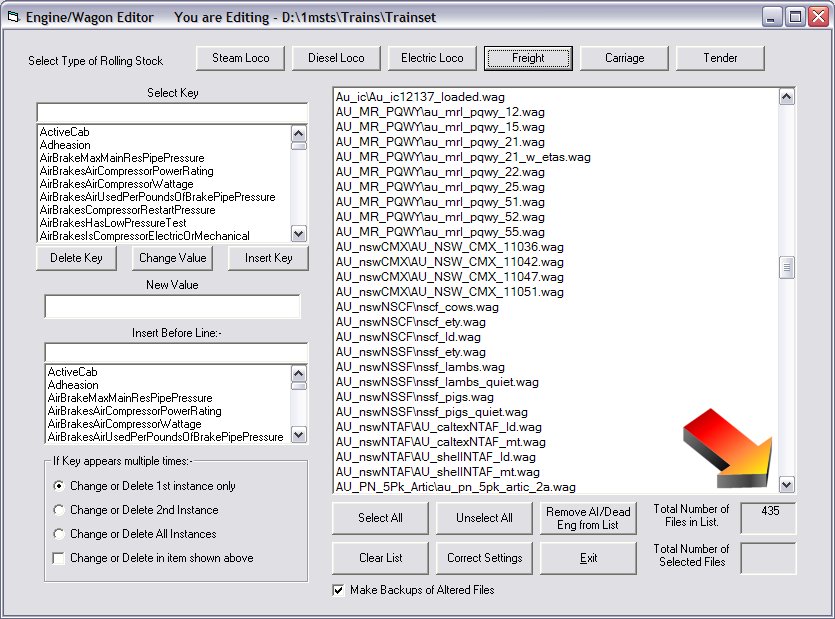 Engine/Wagon Editor You are Editing - D:\1msts\Trains\Trainset
Select Type of Rolling Stock
Steam Loco
Diesel Loco
Electric Loco
Freight
Carriage
Tender
Select Key
ActiveCab
Adheasion
AirBrakeMaxMainResPipePressure
AirBrakesAirCompressorPowerRating
AirBrakesAirCompressorWattage
AirBrakesAirUsedPerPoundsOfBrakePipePressure
AirBrakesCompressorRestartPressure
AirBrakesHasLowPressureTest
AirBrakesIsCompressorElectricOrMechanical
Delete Key
Change Value
Insert Key
New Value
Insert Before Line:-
ActiveCab
Adheasion
AirBrakeMaxMainResPipePressure
AirBrakesAirCompressorPowerRating
AirBrakesAirCompressorWattage
AirBrakesAirUsedPerPoundsOfBrakePipePressure
If Key appears multiple times:-
Change or Delete 1st instance only
Change or Delete 2nd Instance
Change or Delete All Instances
Change or Delete in item shown above
Au_ic\Au_ic12137_loaded.wag
AU_MR_PQWY\au_mrl_pqwy_12.wag
AU_MR_PQWY\au_mrl_pqwy_15.wag
AU_MR_PQWY\au_mrl_pqwy_21.wag
AU_MR_PQWY\au_mrl_pqwy_21_w_etas.wag
AU_MR_PQWY\au_mrl_pqwy_22.wag
AU_MR_PQWY\au_mrl_pqwy_25.wag
AU_MR_PQWY\au_mrl_pqwy_51.wag
AU_MR_PQWY\au_mrl_pqwy_52.wag
AU_MR_PQWY\au_mrl_pqwy_55.wag
AU_nswCMX\AU_NSW_CMX_11036.wag
AU_nswCMX\AU_NSW_CMX_11042.wag
AU_nswCMX\AU_NSW_CMX_11047.wag
AU_nswCMX\AU_NSW_CMX_11051.wag
AU_nswNSCF\nscf_cows.wag
AU_nswNSCF\nscf_ety.wag
AU_nswNSCF\nscf_ld.wag
AU_nswNSSF\nssf_ety.wag
AU_nswNSSF\nssf_lambs.wag
AU_nswNSSF\nssf_lambs_quiet.wag
AU_nswNSSF\nssf_pigs.wag
AU_nswNSSF\nssf_pigs_quiet.wag
AU_nswNTAF\AU_caltexNTAF_ld.wag
AU_nswNTAF\AU_caltexNTAF_mt.wag
AU_nswNTAF\AU_shellNTAF_ld.wag
AU_nswNTAF\AU_shellNTAF_mt.wag
AU_PN_5Pk_Artic\au_pn_5pk_artic_2a.wag
Select All
Unselect All
Remove AI/Dead
Eng from List
Total Number of
Files in List.
435
Clear List
Correct Settings
Exit
Total Number of
Selected Files
Make Backups of Altered Files